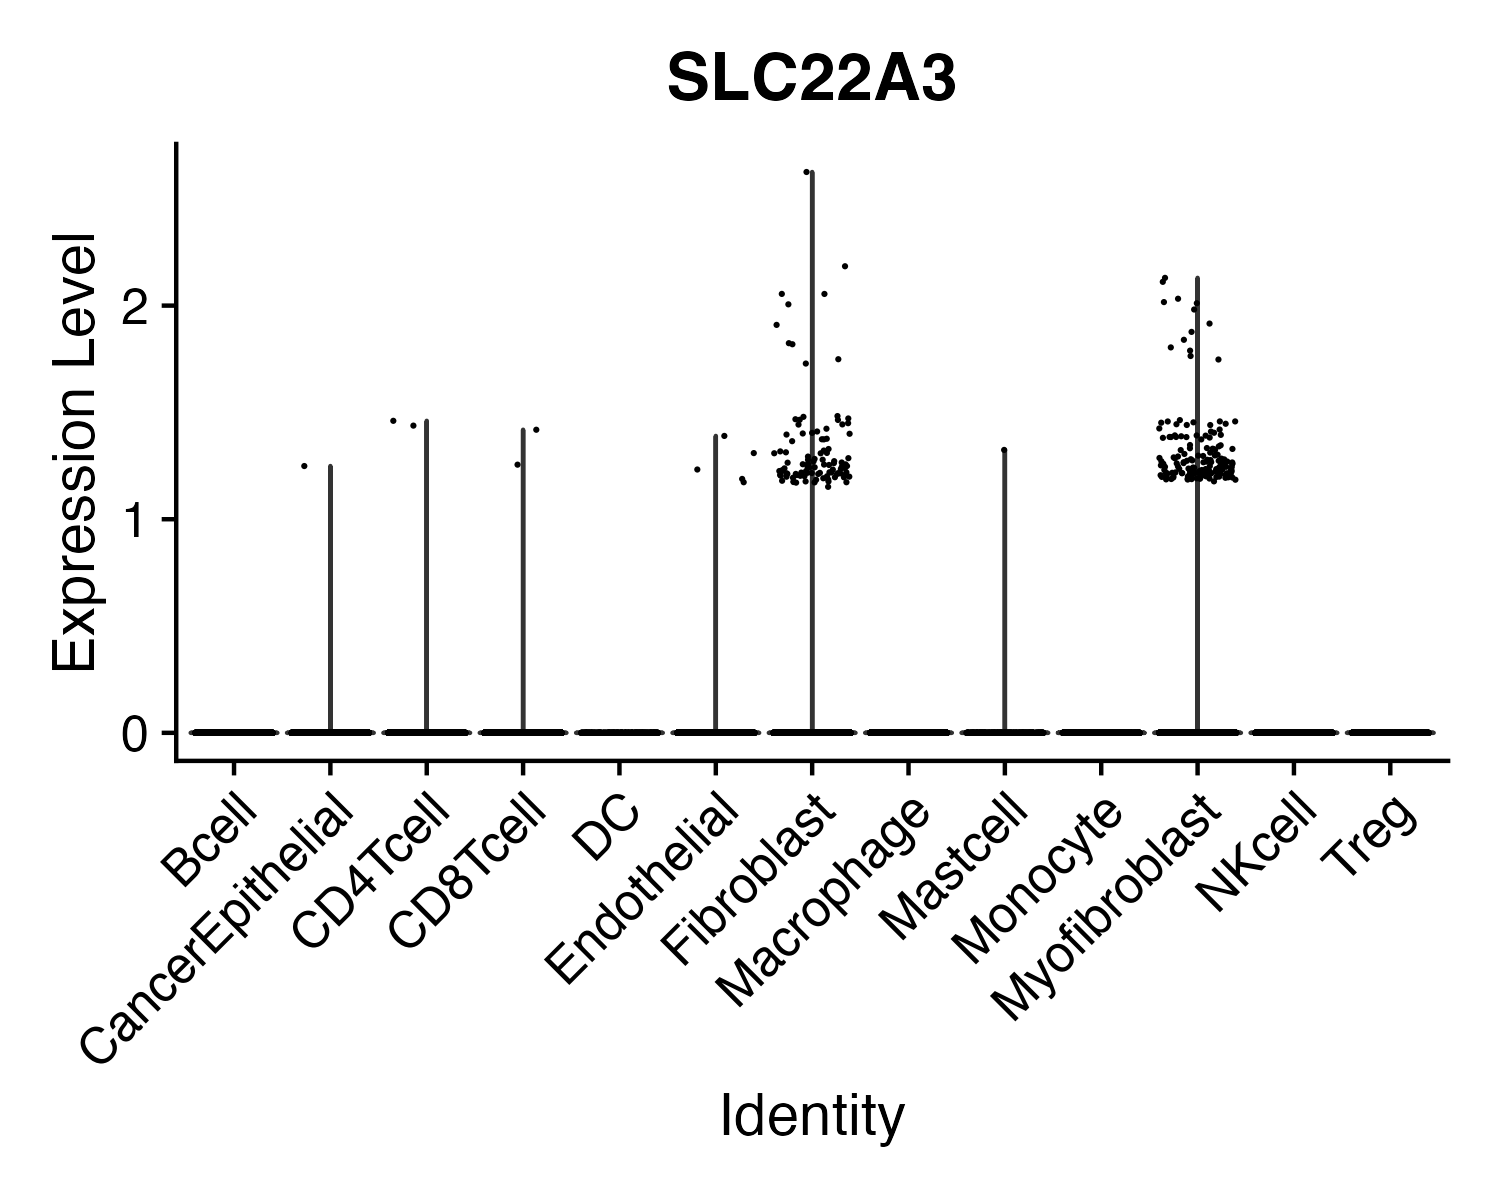 SLC22A3
Expression Level
2
1
0
Bcell
CancerEpithelial
CD4Tcell
CD8Tcell
DC
Endothelial
Fibroblast
Macrophage
Mastcell
Monocyte
Myofibroblast
NKcell
Treg
Identity